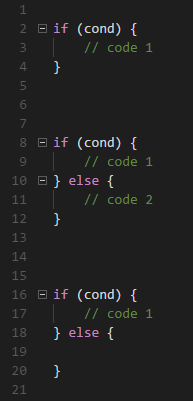 1
2 if (cond) {
3 // code 1
4 }
5
6
7
8 if (cond) {
9 // code 1
10 } else {
11 // code 2
12 }
13
14
15
16 if (cond) {
17 // code 1
18 } else {
19
20 }
21